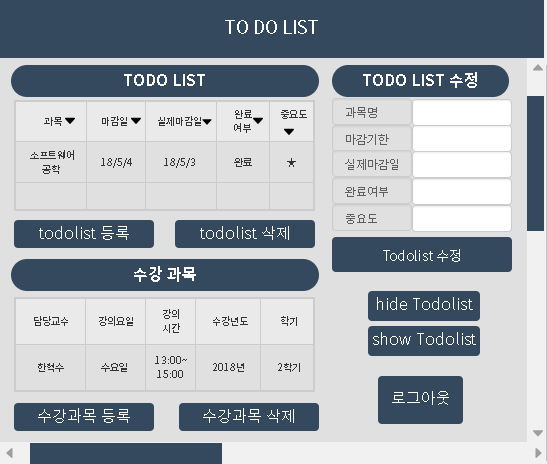 TO DO LIST
TODO LIST
과목 마감일 실제마감일 완료 여부 중요도
소프트웨어 공학 18/5/4 18/5/3 완료 ★
todolist 등록 todolist 삭제
수강 과목
담당교수 강의요일 강의 시간 수강년도 학기
한혁수 수요일 13:00~ 15:00 2018년 2학기
수강과목 등록 수강과목 삭제
TODO LIST 수정
과목명
마감기한
실제마감일
완료여부
중요도
Todolist 수정
hide Todolist
show Todolist
로그아웃